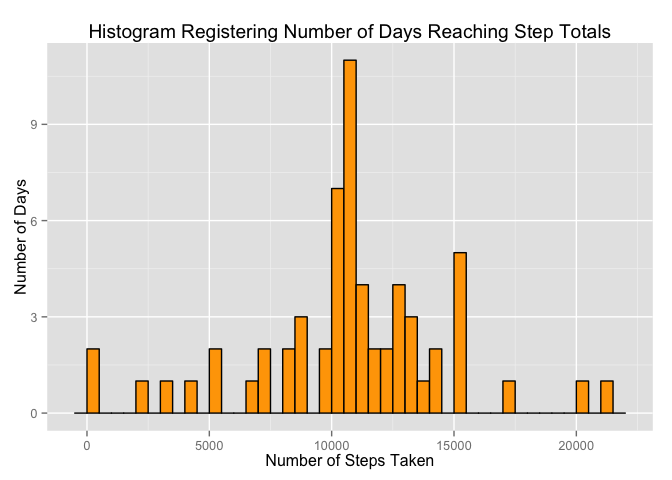 Histogram Registering Number of Days Reaching Step Totals
Number of Days
9
6
3
0
0 5000 10000 15000 20000
Number of Steps Taken